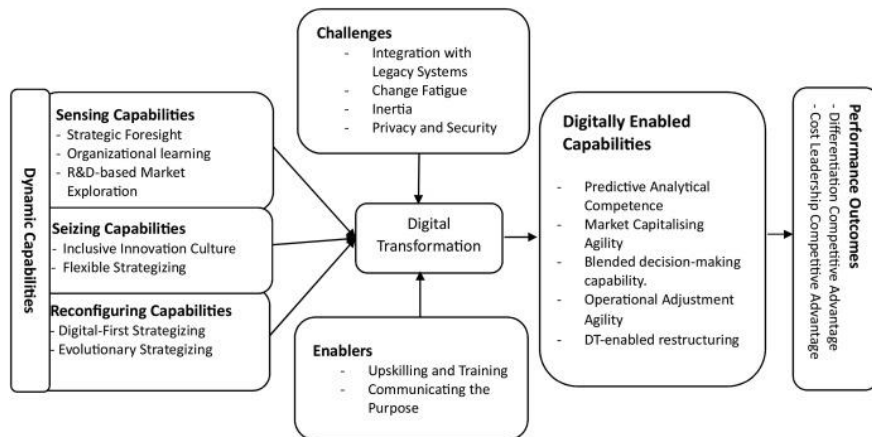 Dynamic Capabilities
Sensing Capabilities
- Strategic Foresight
- Organizational learning
- R&D-based Market
Exploration
Seizing Capabilities
- Inclusive Innovation Culture
- Flexible Strategizing
Reconfiguring Capabilities
- Digital-First Strategizing
- Evolutionary Strategizing
Challenges
- Integration with
Legacy Systems
- Change Fatigue
- Inertia
- Privacy and Security
Digital
Transformation
Enablers
- Upskilling and Training
- Communicating the
Purpose
Digitally Enabled
Capabilities
- Predictive Analytical
Competence
- Market Capitalising
Agility
- Blended decision-making
capability.
- Operational Adjustment
Agility
- DT-enabled restructuring
Performance Outcomes
- Differentiation Competitive Advantage
- Cost Leadership Competitive Advantage